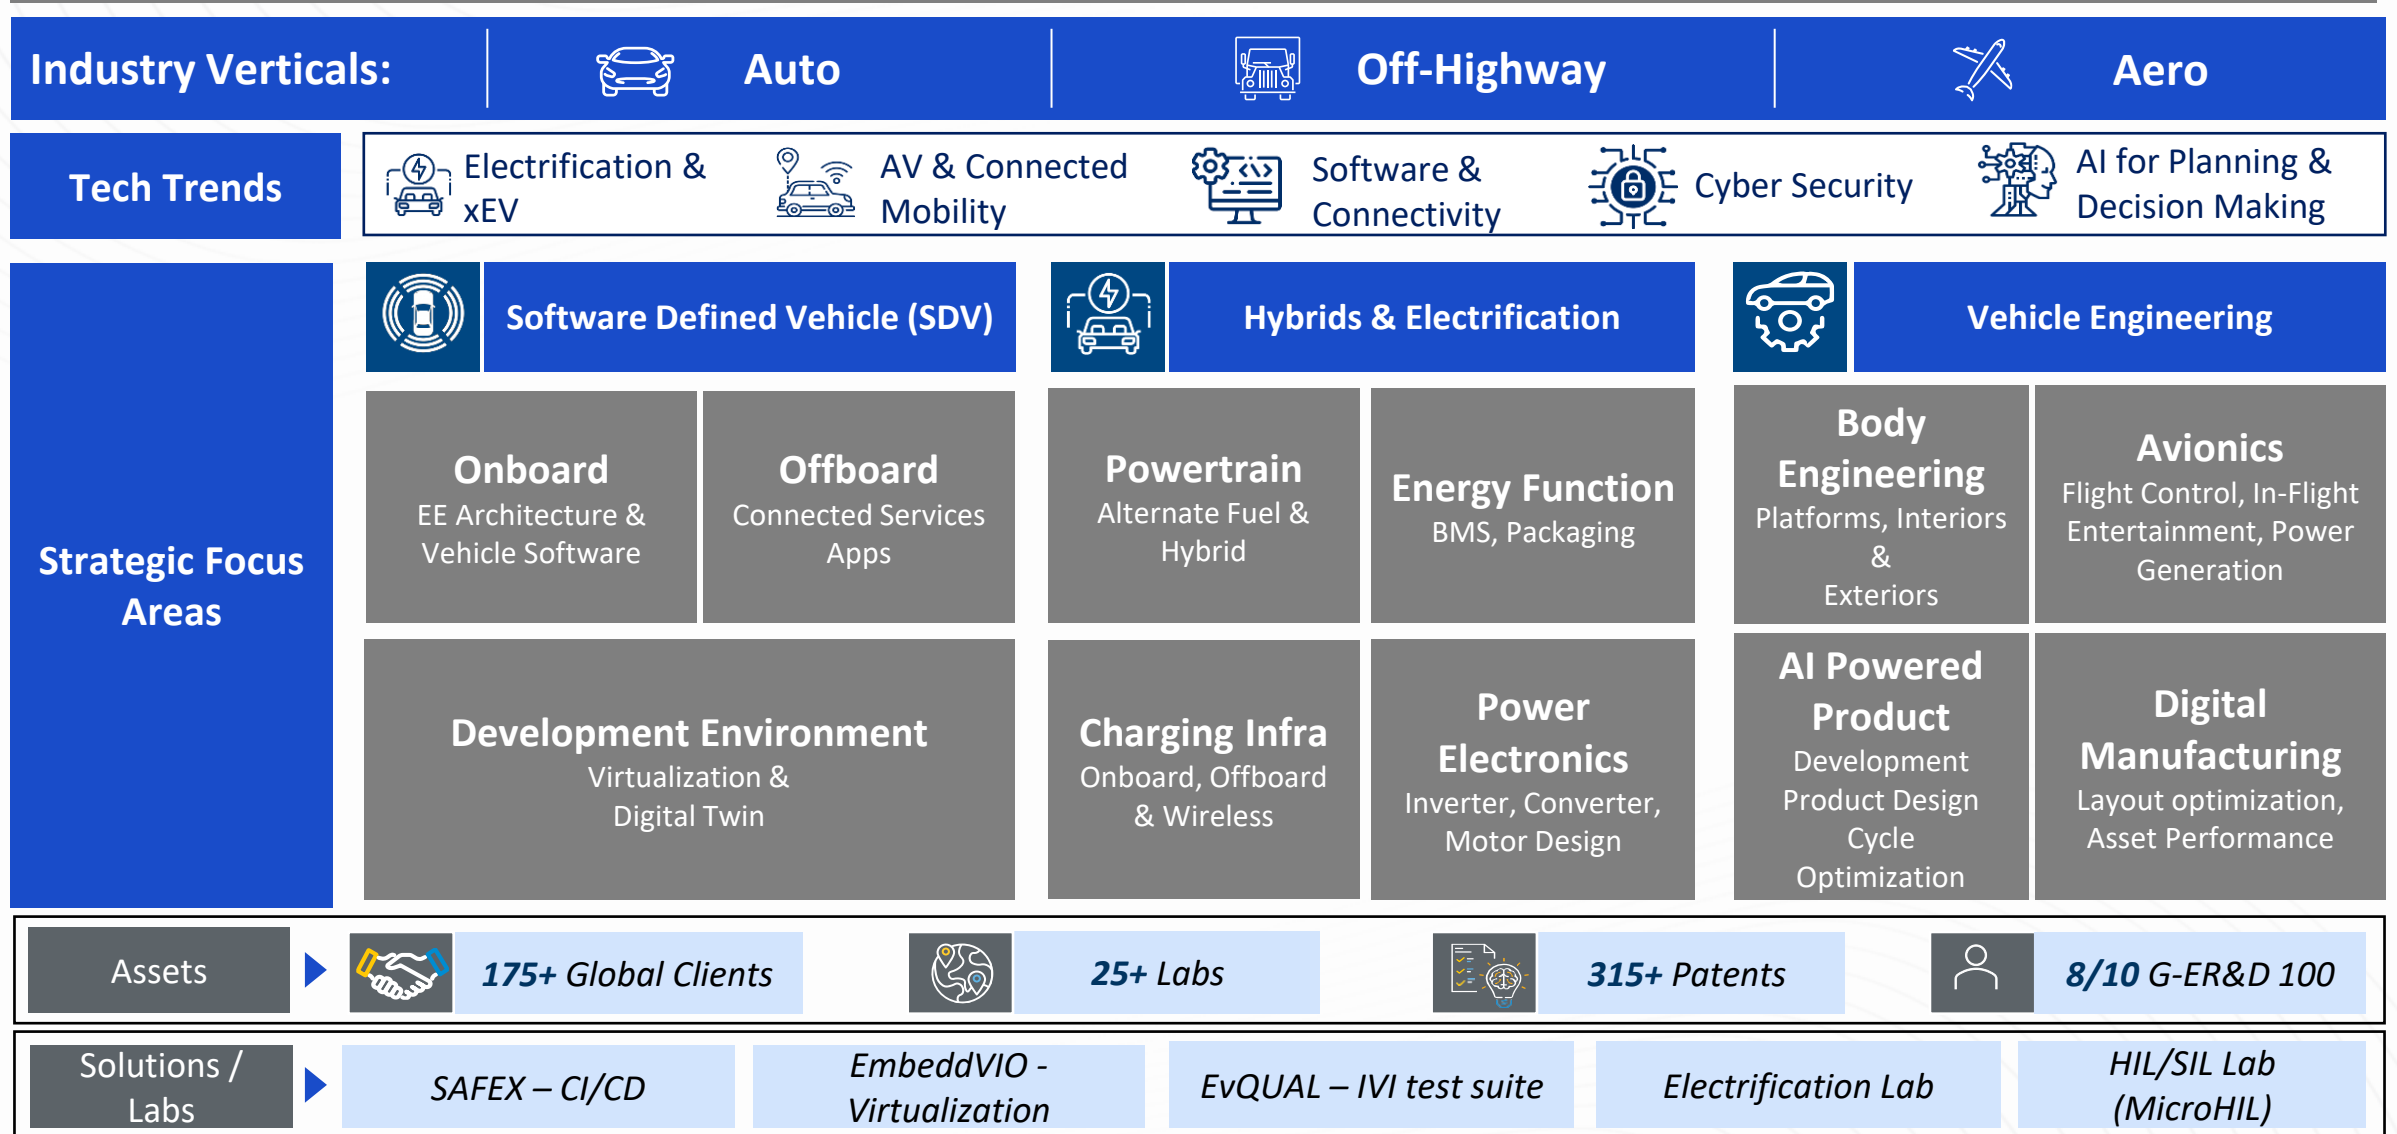 Industry Verticals:
Auto
Off-Highway
Aero
Tech Trends
Electrification &
xEV
AV & Connected
Mobility
Software &
Connectivity
Cyber Security
AI for Planning &
Decision Making
Strategic Focus
Areas
Software Defined Vehicle (SDV)
Onboard
EE Architecture &
Vehicle Software
Offboard
Connected Services
Apps
Development Environment
Virtualization &
Digital Twin
Hybrids & Electrification
Powertrain
Alternate Fuel &
Hybrid
Energy Function
BMS, Packaging
Charging Infra
Onboard, Offboard
& Wireless
Power
Electronics
Inverter, Converter,
Motor Design
Vehicle Engineering
Body
Engineering
Platforms, Interiors
&
Exteriors
Avionics
Flight Control, In-Flight
Entertainment, Power
Generation
AI Powered
Product
Development
Product Design
Cycle
Optimization
Digital
Manufacturing
Layout optimization,
Asset Performance
Assets
175+ Global Clients
25+ Labs
315+ Patents
8/10 G-ER&D 100
Solutions /
Labs
SAFEX – CI/CD
EmbeddVIO -
Virtualization
EvQUAL – IVI test suite
Electrification Lab
HIL/SIL Lab
(MicroHIL)